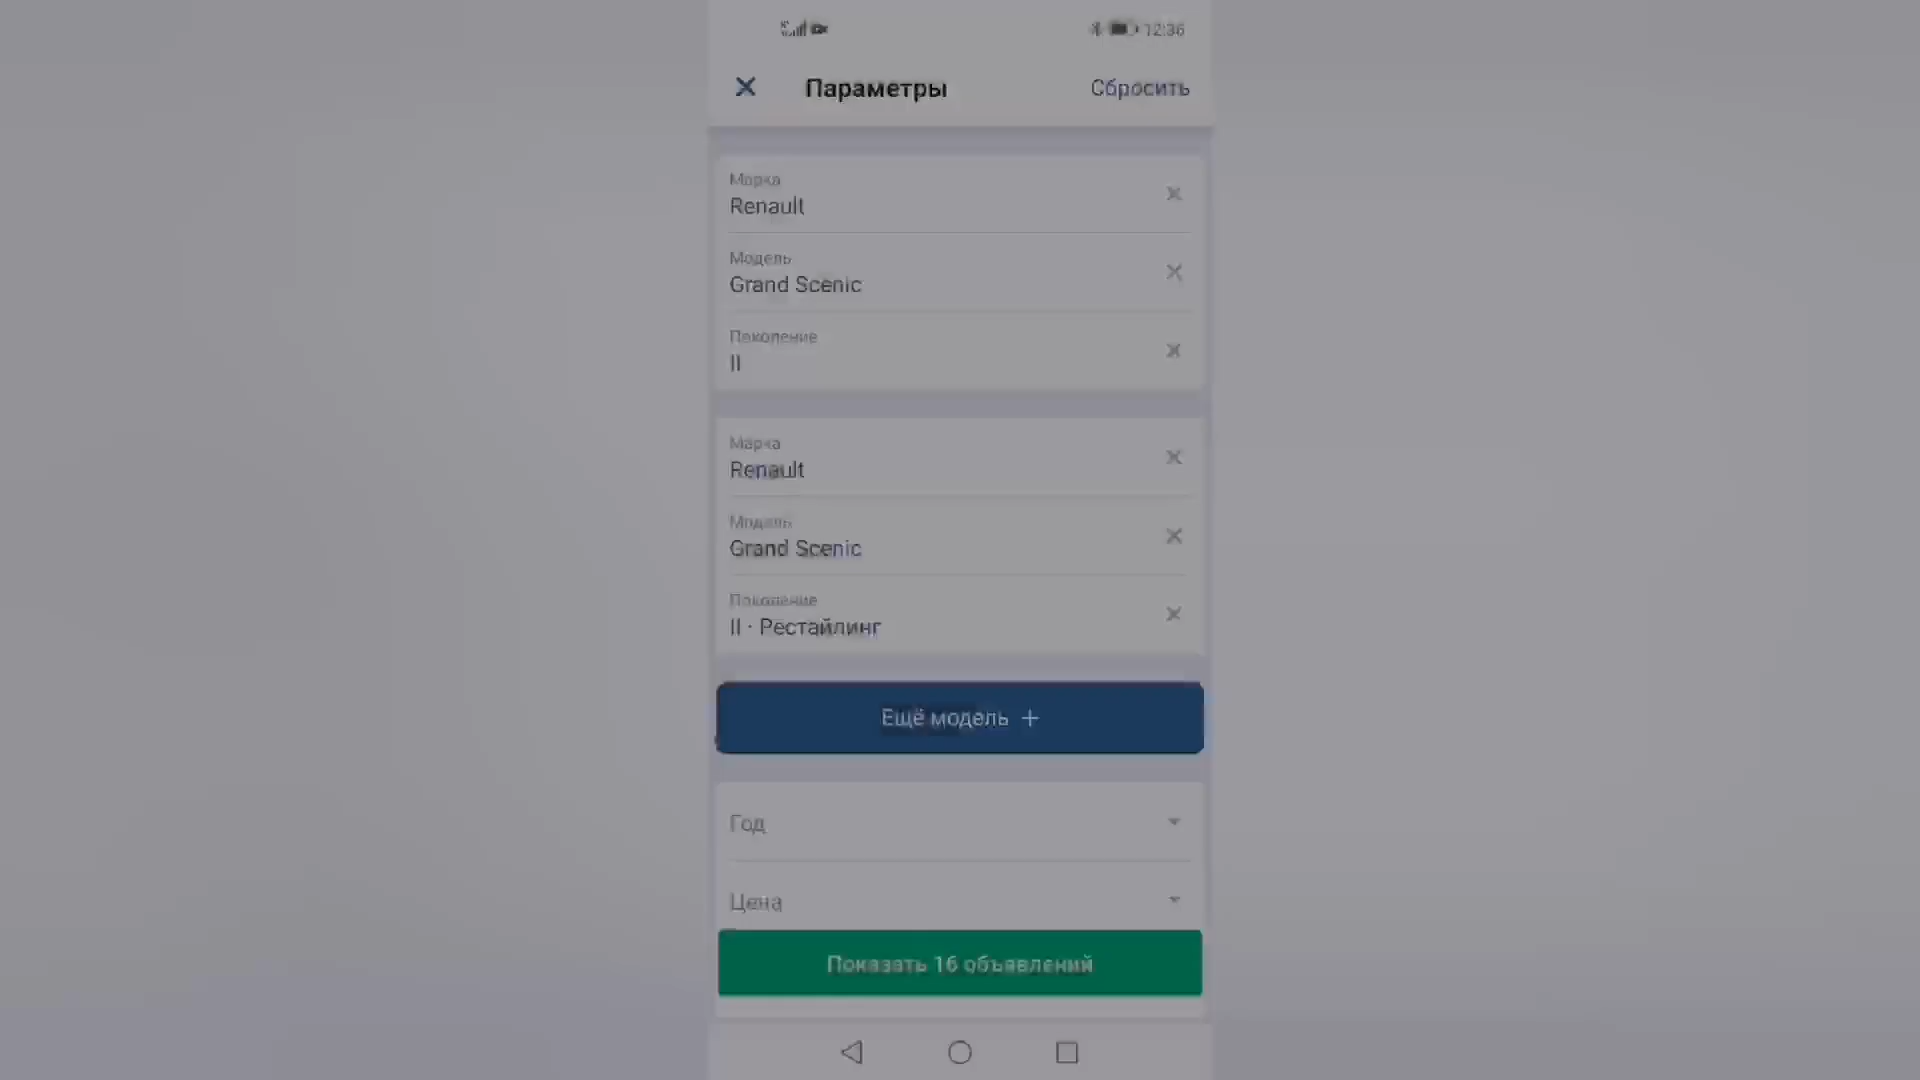 12:36
Параметры
Сбросить
Марка
Renault
Модель
Grand Scenic
Поколение
II
Марка
Renault
Модель
Grand Scenic
Поколение
II · Рестайлинг
Ещё модель +
Год
Цена
Показать 16 объявлений